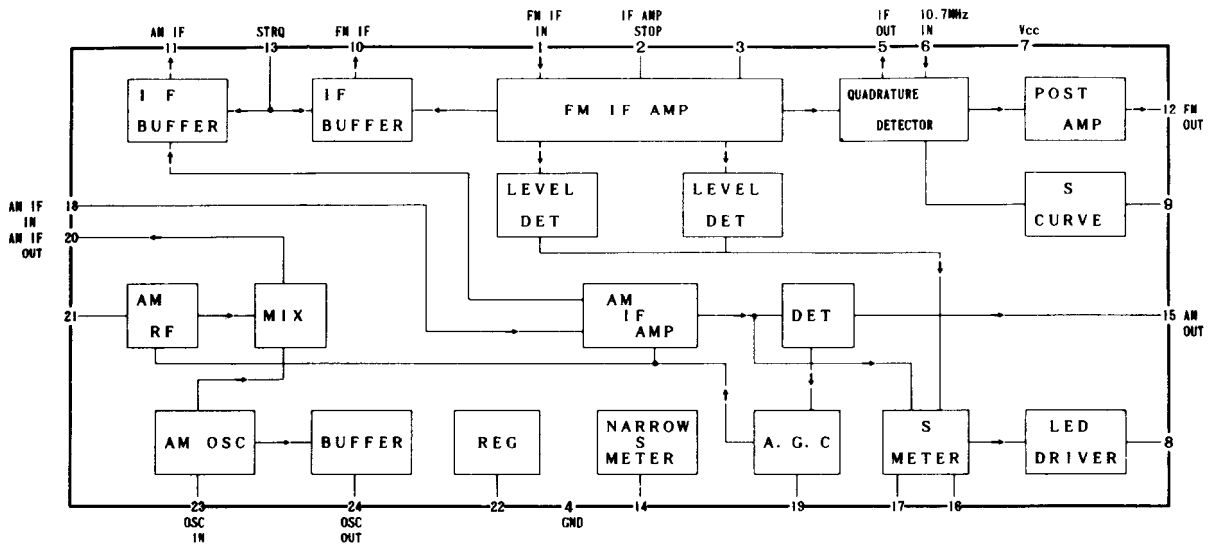 AM IF
11
STRQ
13
FM IF
10
FM IF
IN
1
IF AMP
STOP
2
3
IF
OUT
5
10.7MHz
IN
6
Vcc
7
I F
BUFFER
IF
BUFFER
FM IF AMP
QUADRATURE
DETECTOR
POST
AMP
12 FM
OUT
LEVEL
DET
LEVEL
DET
S
CURVE
9
AM IF 18
IN
AM IF 20
OUT
21
AM
RF
MIX
AM
IF
AMP
DET
15 AM
OUT
AM OSC
BUFFER
REG
NARROW
S
METER
A.G.C
S
METER
LED
DRIVER
8
23
OSC
IN
24
OSC
OUT
22
4
GND
14
19
17
16